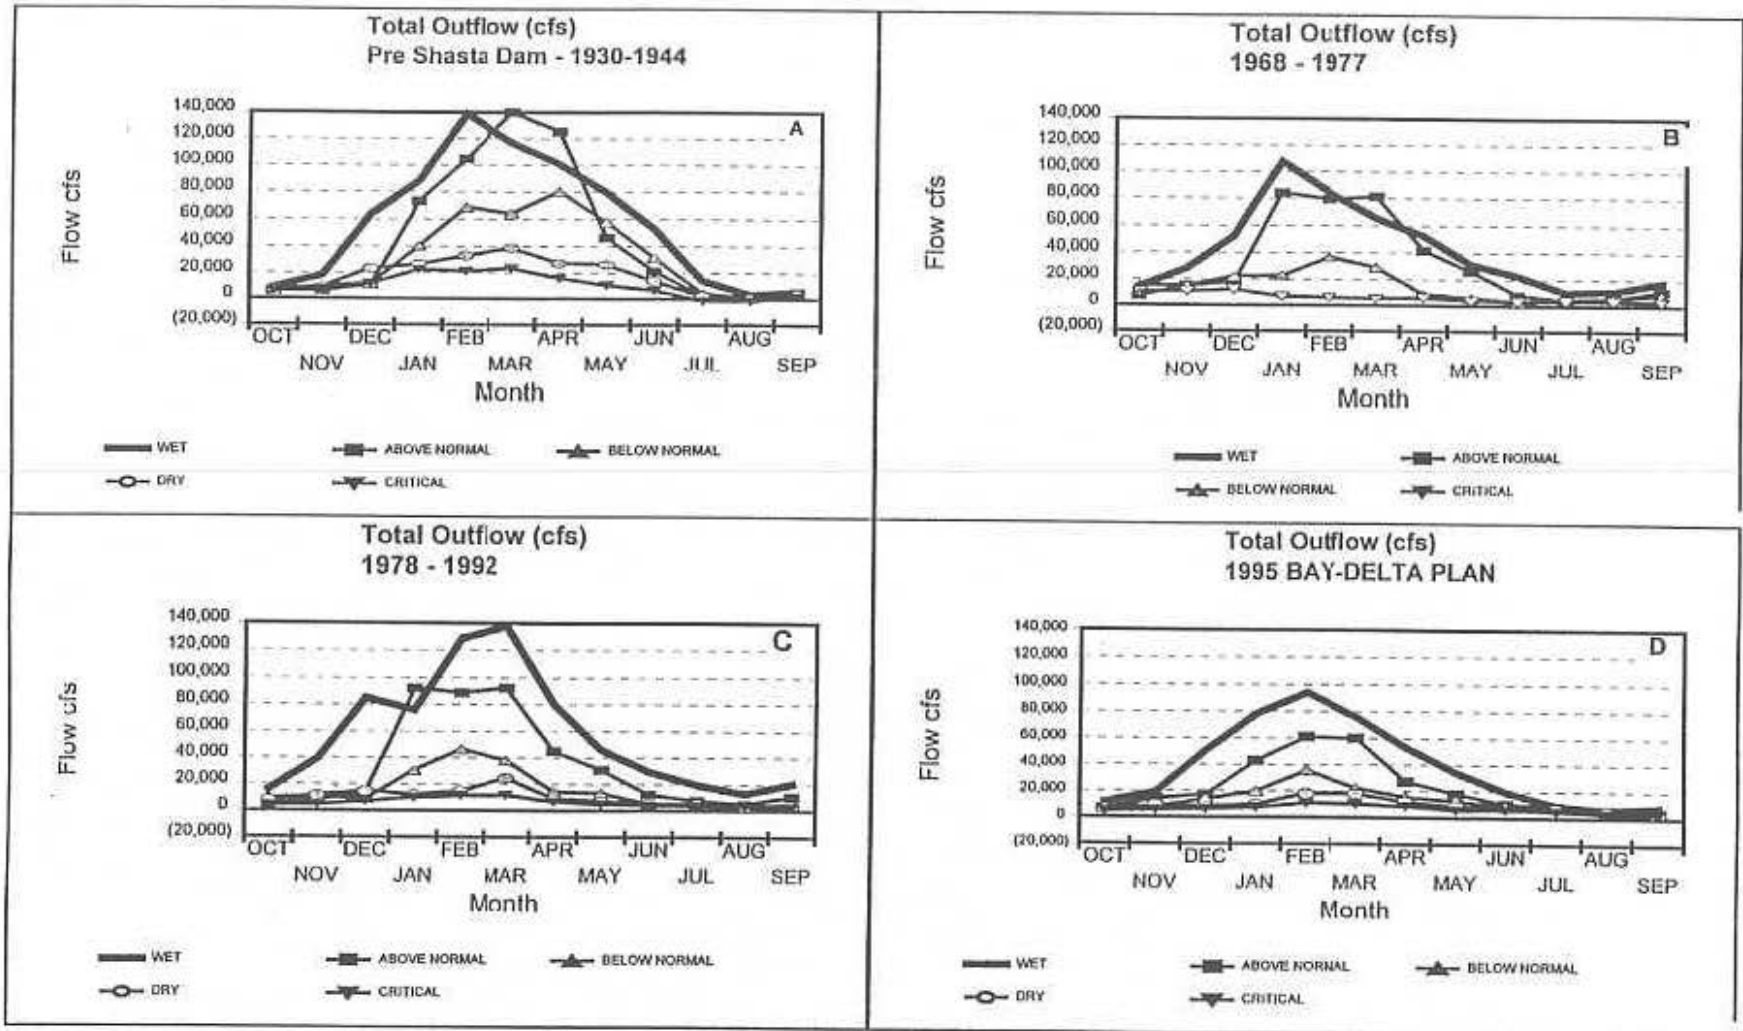 Total Outflow (cfs)
Pre Shasta Dam - 1930-1944
A
140,000
120,000
100,000
80,000
60,000
40,000
20,000
0
(20,000)
Flow cfs
OCT DEC FEB APR JUN AUG
NOV JAN MAR MAY JUL SEP
Month
WET ABOVE NORMAL BELOW NORMAL
DRY CRITICAL
Total Outflow (cfs)
1968 - 1977
B
140,000
120,000
100,000
80,000
60,000
40,000
20,000
0
(20,000)
Flow cfs
OCT DEC FEB APR JUN AUG
NOV JAN MAR MAY JUL SEP
Month
WET ABOVE NORMAL
BELOW NORMAL CRITICAL
Total Outflow (cfs)
1978 - 1992
C
140,000
120,000
100,000
80,000
60,000
40,000
20,000
0
(20,000)
Flow cfs
OCT DEC FEB APR JUN AUG
NOV JAN MAR MAY JUL SEP
Month
WET ABOVE NORMAL BELOW NORMAL
DRY CRITICAL
Total Outflow (cfs)
1995 BAY-DELTA PLAN
D
140,000
120,000
100,000
80,000
60,000
40,000
20,000
0
(20,000)
Flow cfs
OCT DEC FEB APR JUN AUG
NOV JAN MAR MAY JUL SEP
Month
WET ABOVE NORMAL BELOW NORMAL
DRY CRITICAL